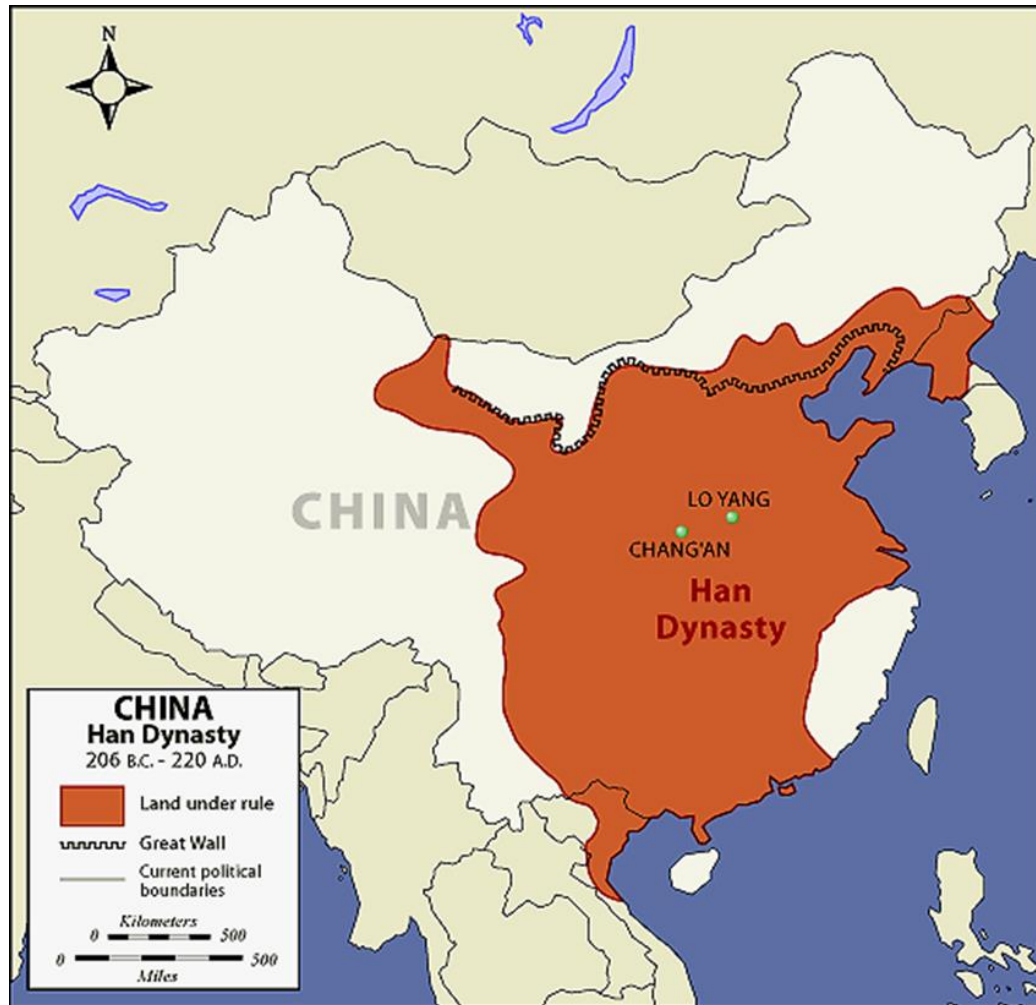 N
CHINA
LO YANG
CHANG'AN
Han
Dynasty
CHINA
Han Dynasty
206 B.C. - 220 A.D.
Land under rule
Great Wall
Current political
boundaries
Kilometers
0 500
0 500
Miles